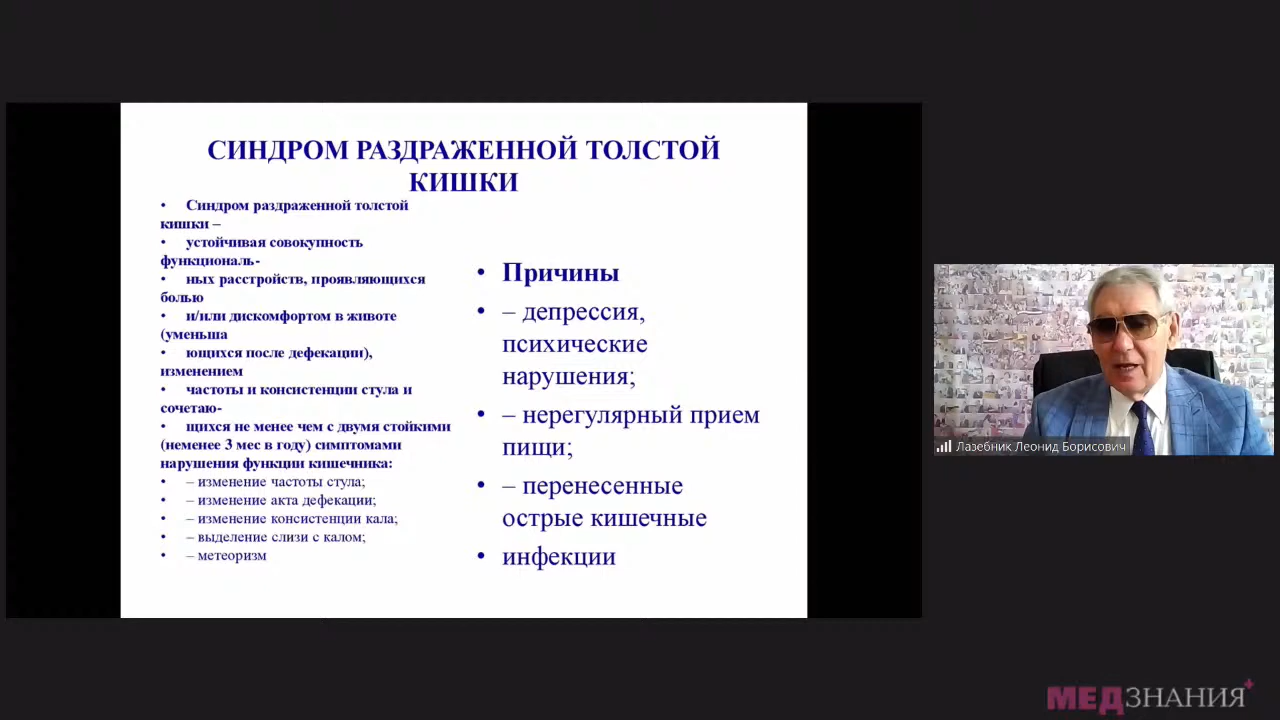 СИНДРОМ РАЗДРАЖЕННОЙ ТОЛСТОЙ
КИШКИ
• Синдром раздраженной толстой
кишки –
• устойчивая совокупность
функциональ-
• ных расстройств, проявляющихся
болью
• и/или дискомфортом в животе
(уменьша
• ющихся после дефекации),
изменением
• частоты и консистенции стула и
сочетаю-
• щихся не менее чем с двумя стойкими
(неменее 3 мес в году) симптомами
нарушения функции кишечника:
• – изменение частоты стула;
• – изменение акта дефекации;
• – изменение консистенции кала;
• – выделение слизи с калом;
• – метеоризм
• Причины
• – депрессия,
психические
нарушения;
• – нерегулярный прием
пищи;
• – перенесенные
острые кишечные
• инфекции
Лазебник Леонид Борисович
МЕДЗНАНИЯ+